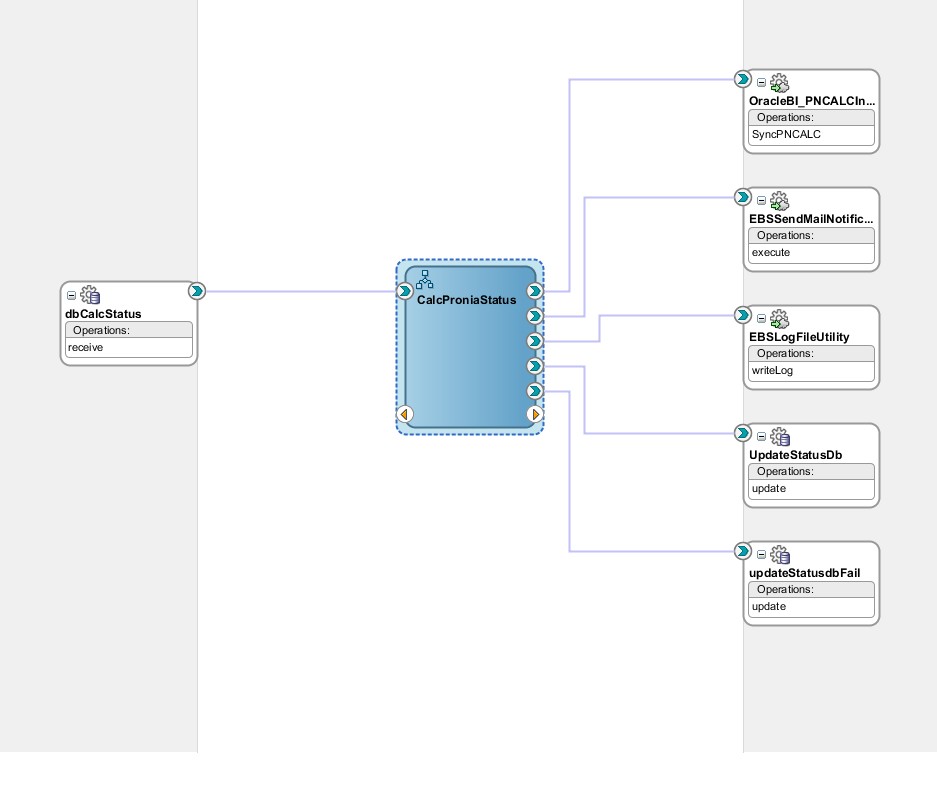 dbCalcStatus
Operations:
receive
CalcProniaStatus
OracleBI_PNCALCIn...
Operations:
SyncPNCALC
EBSSendMailNotific...
Operations:
execute
EBSLogFileUtility
Operations:
writeLog
UpdateStatusDb
Operations:
update
updateStatusdbFail
Operations:
update